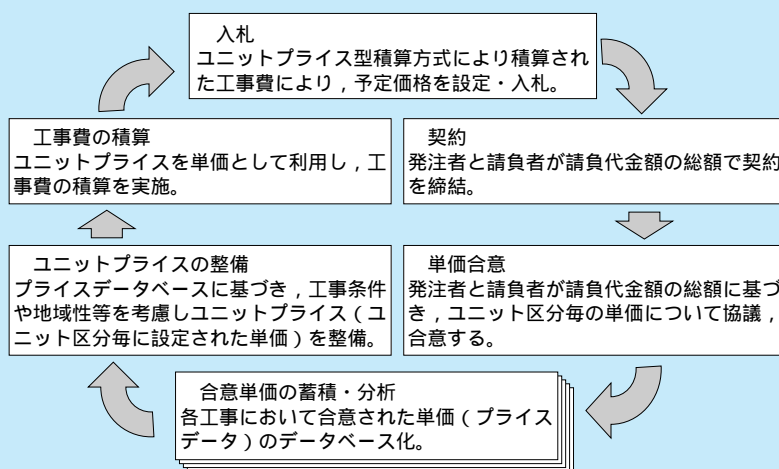 入札
ユニットプライス型積算方式により積算され
た工事費により，予定価格を設定・入札。
工事費の積算
ユニットプライスを単価として利用し，工
事費の積算を実施。
契約
発注者と請負者が請負代金額の総額で契約
を締結。
ユニットプライスの整備
プライスデータベースに基づき，工事条件
や地域性等を考慮しユニットプライス（ユ
ニット区分毎に設定された単価）を整備。
単価合意
発注者と請負者が請負代金額の総額に基づ
き，ユニット区分毎の単価について協議，
合意する。
合意単価の蓄積・分析
各工事において合意された単価（プライス
データ）のデータベース化。